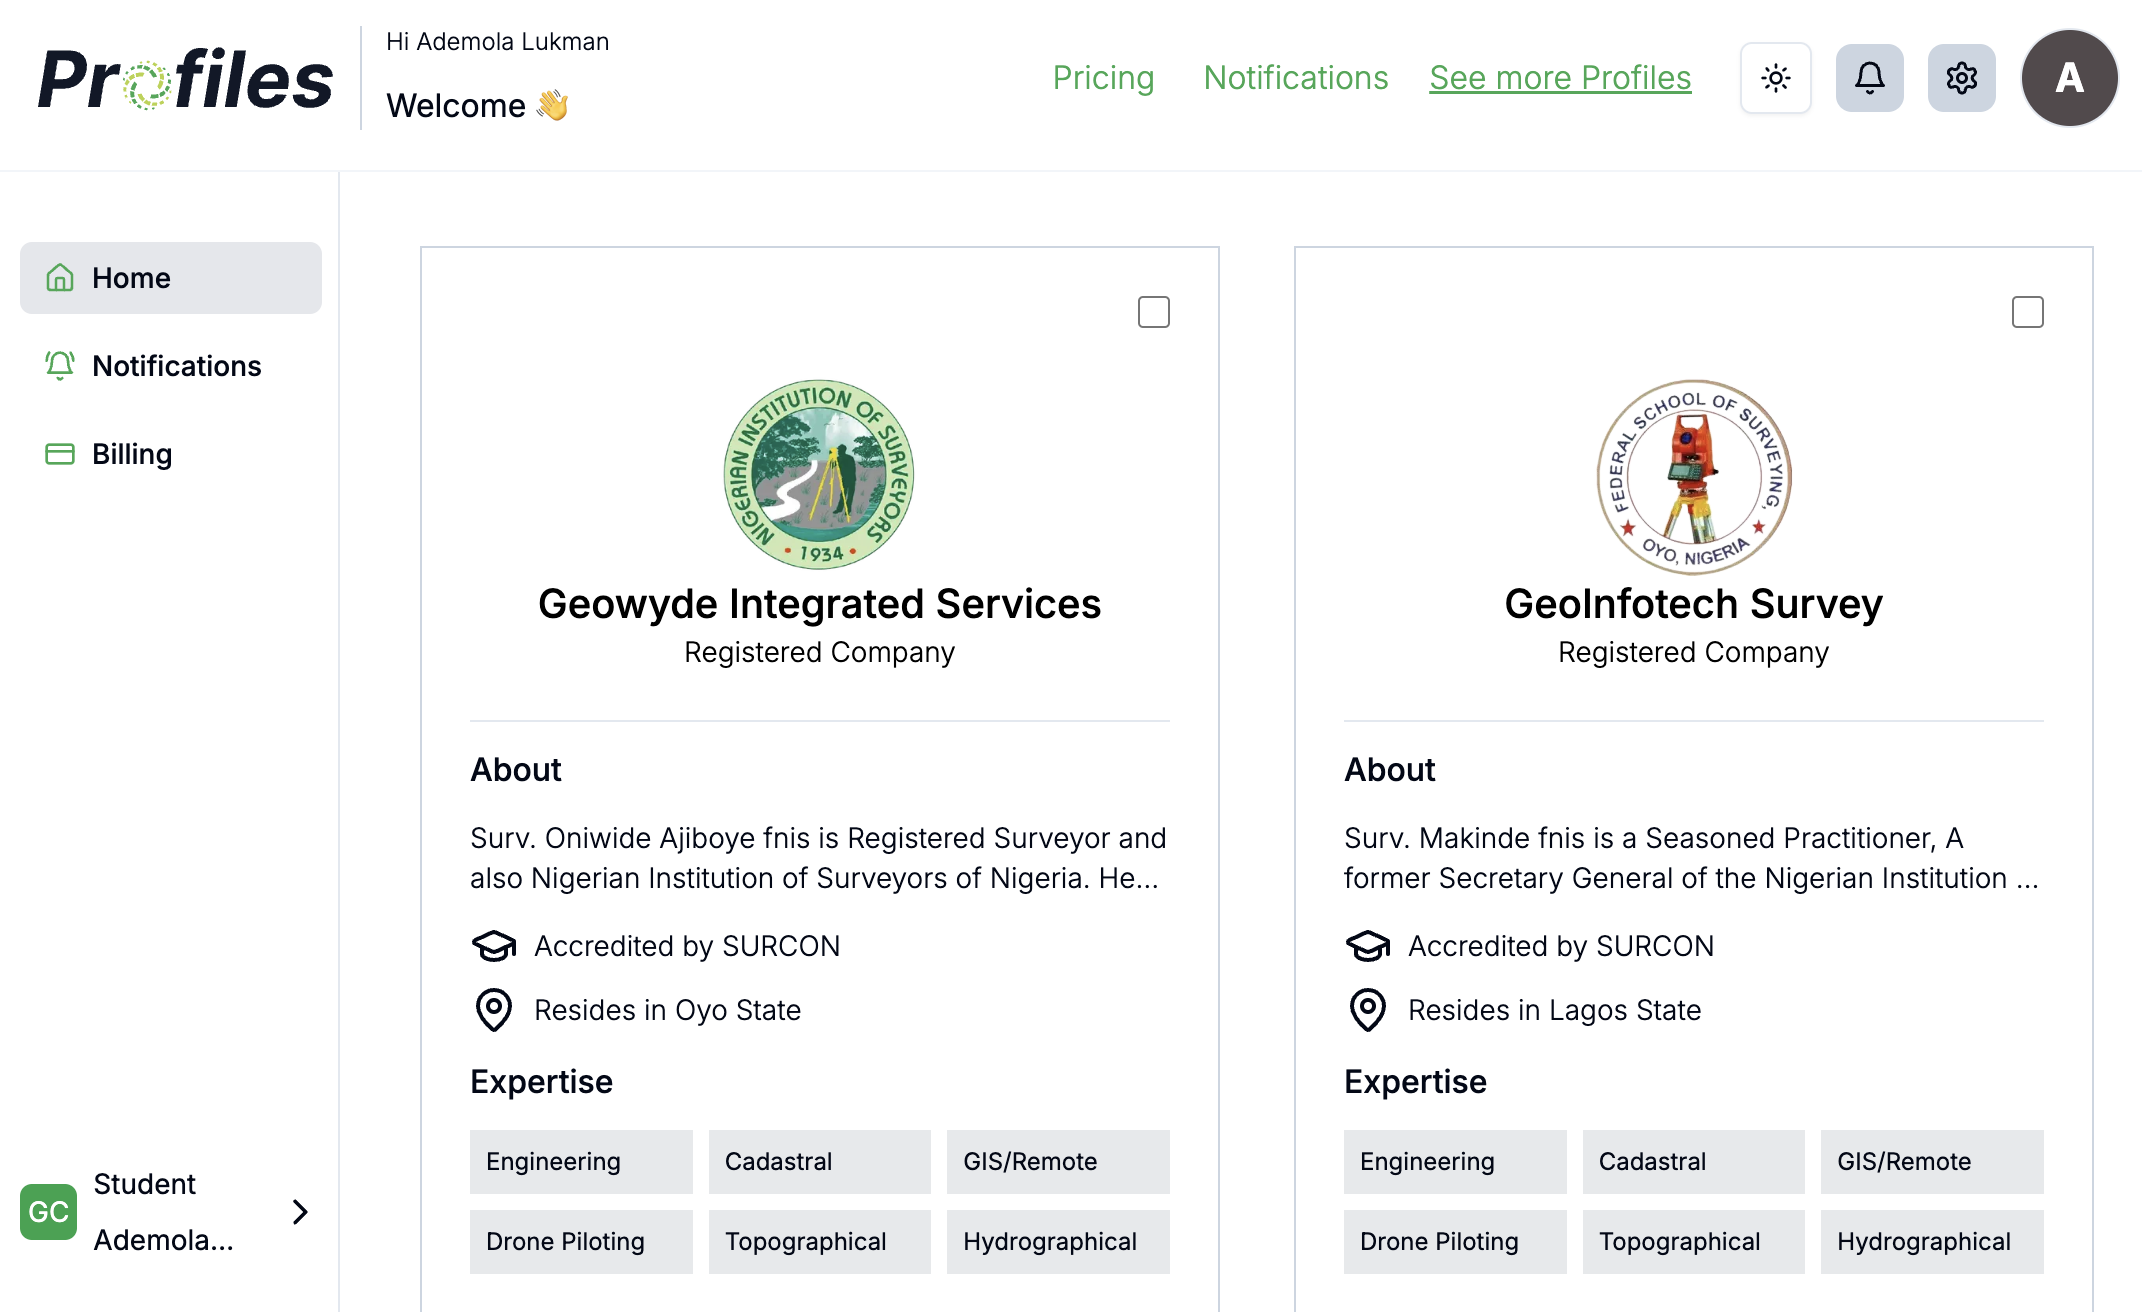 Profiles
Hi Ademola Lukman
Welcome 👋
Pricing
Notifications
See more Profiles
A
Home
Notifications
Billing
NIGERIAN INSTITUTION OF SURVEYORS
1934
Geowyde Integrated Services
Registered Company
About
Surv. Oniwide Ajiboye fnis is Registered Surveyor and
also Nigerian Institution of Surveyors of Nigeria. He...
Accredited by SURCON
Resides in Oyo State
Expertise
Engineering
Cadastral
GIS/Remote
Drone Piloting
Topographical
Hydrographical
FEDERAL SCHOOL OF SURVEYING,
OYO, NIGERIA
GeoInfotech Survey
Registered Company
About
Surv. Makinde fnis is a Seasoned Practitioner, A
former Secretary General of the Nigerian Institution ...
Accredited by SURCON
Resides in Lagos State
Expertise
Engineering
Cadastral
GIS/Remote
Drone Piloting
Topographical
Hydrographical
GC
Student
Ademola...